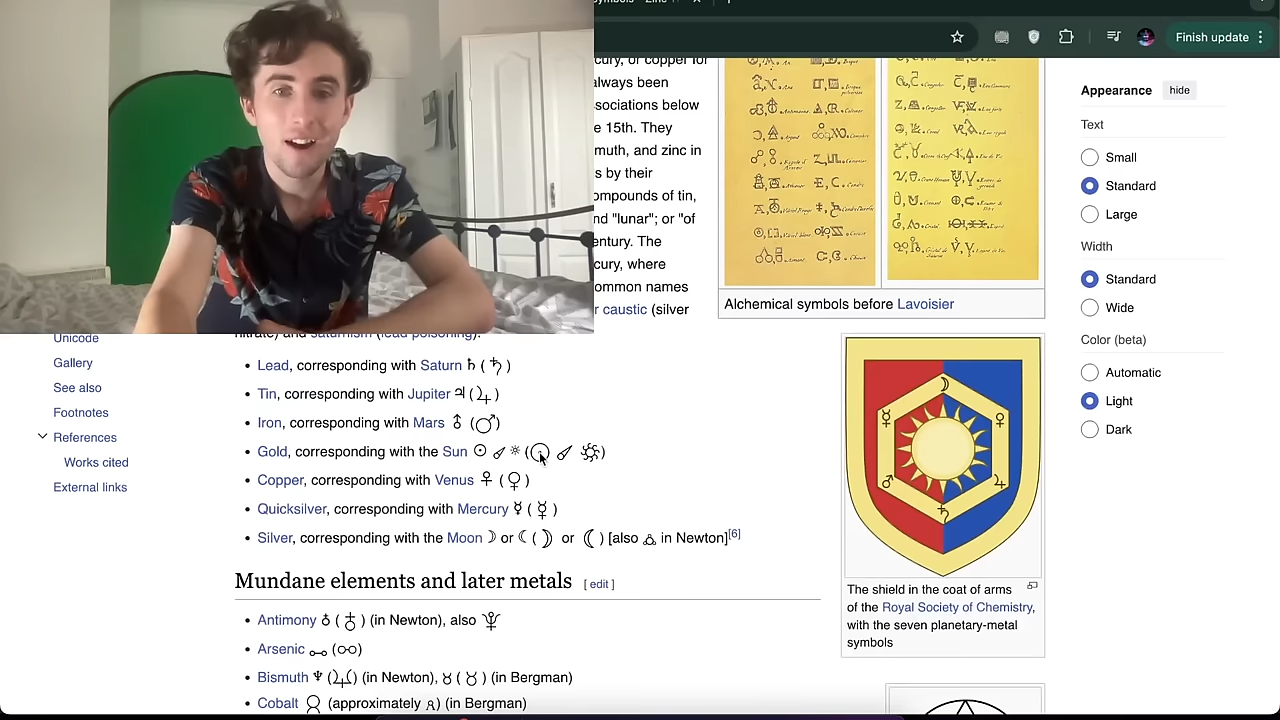 Finish update
cury, or copper for
always been
sociations below
e 15th. They
muth, and zinc in
s by their
ompounds of tin,
nd "lunar"; or "of
entury. The
cury, where
ommon names
r caustic (silver
nitrate) and saturnism (lead poisoning).
Alchemical symbols before Lavoisier
Unicode
Gallery
See also
Footnotes
References
Works cited
External links
• Lead, corresponding with Saturn ♄ (♄)
• Tin, corresponding with Jupiter ♃ (♃)
• Iron, corresponding with Mars ♂ (♂)
• Gold, corresponding with the Sun ☉ ☼ (☉)
• Copper, corresponding with Venus ♀ (♀)
• Quicksilver, corresponding with Mercury ☿ (☿)
• Silver, corresponding with the Moon ☽ or ☾ (☽ or ☾) [also in Newton][6]
Mundane elements and later metals [ edit ]
• Antimony ♁ (♁) (in Newton), also
• Arsenic
• Bismuth ♆ (in Newton), ♉ (♉) (in Bergman)
• Cobalt (approximately) (in Bergman)
The shield in the coat of arms
of the Royal Society of Chemistry,
with the seven planetary-metal
symbols
Appearance hide
Text
Small
Standard
Large
Width
Standard
Wide
Color (beta)
Automatic
Light
Dark